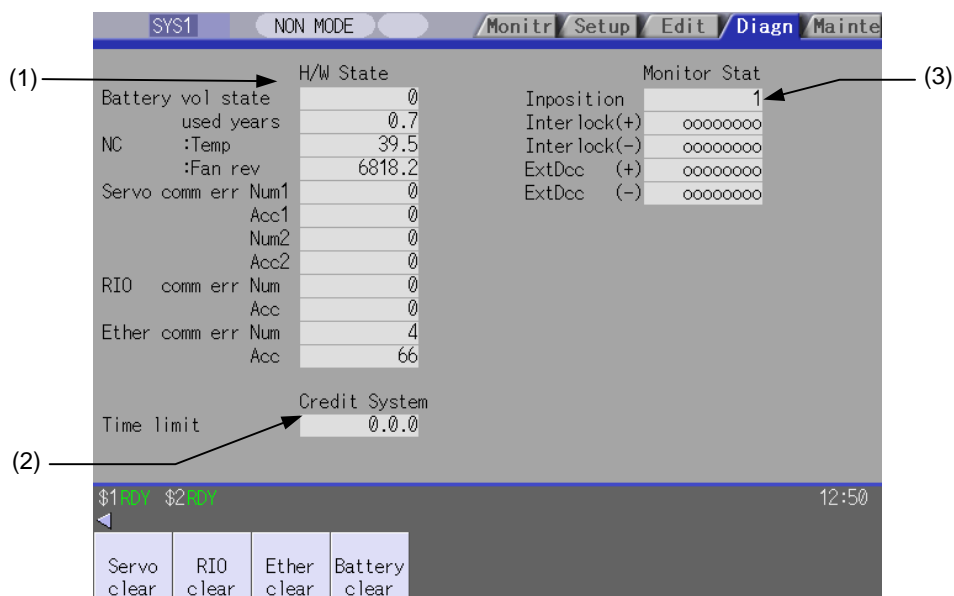 SYS1 NON MODE Monitr Setup Edit Diagn Mainte
(1)
H/W State
Battery vol state 0
used years 0.7
NC :Temp 39.5
:Fan rev 6818.2
Servo comm err Num1 0
Acc1 0
Num2 0
Acc2 0
RIO comm err Num 0
Acc 0
Ether comm err Num 4
Acc 66
Credit System
Time limit 0.0.0
(2)
Monitor Stat
(3)
Inposition 1
Interlock(+) oooooooo
Interlock(-) oooooooo
ExtDcc (+) oooooooo
ExtDcc (-) oooooooo
$1RDY $2RDY 12:50
Servo clear
RIO clear
Ether clear
Battery clear